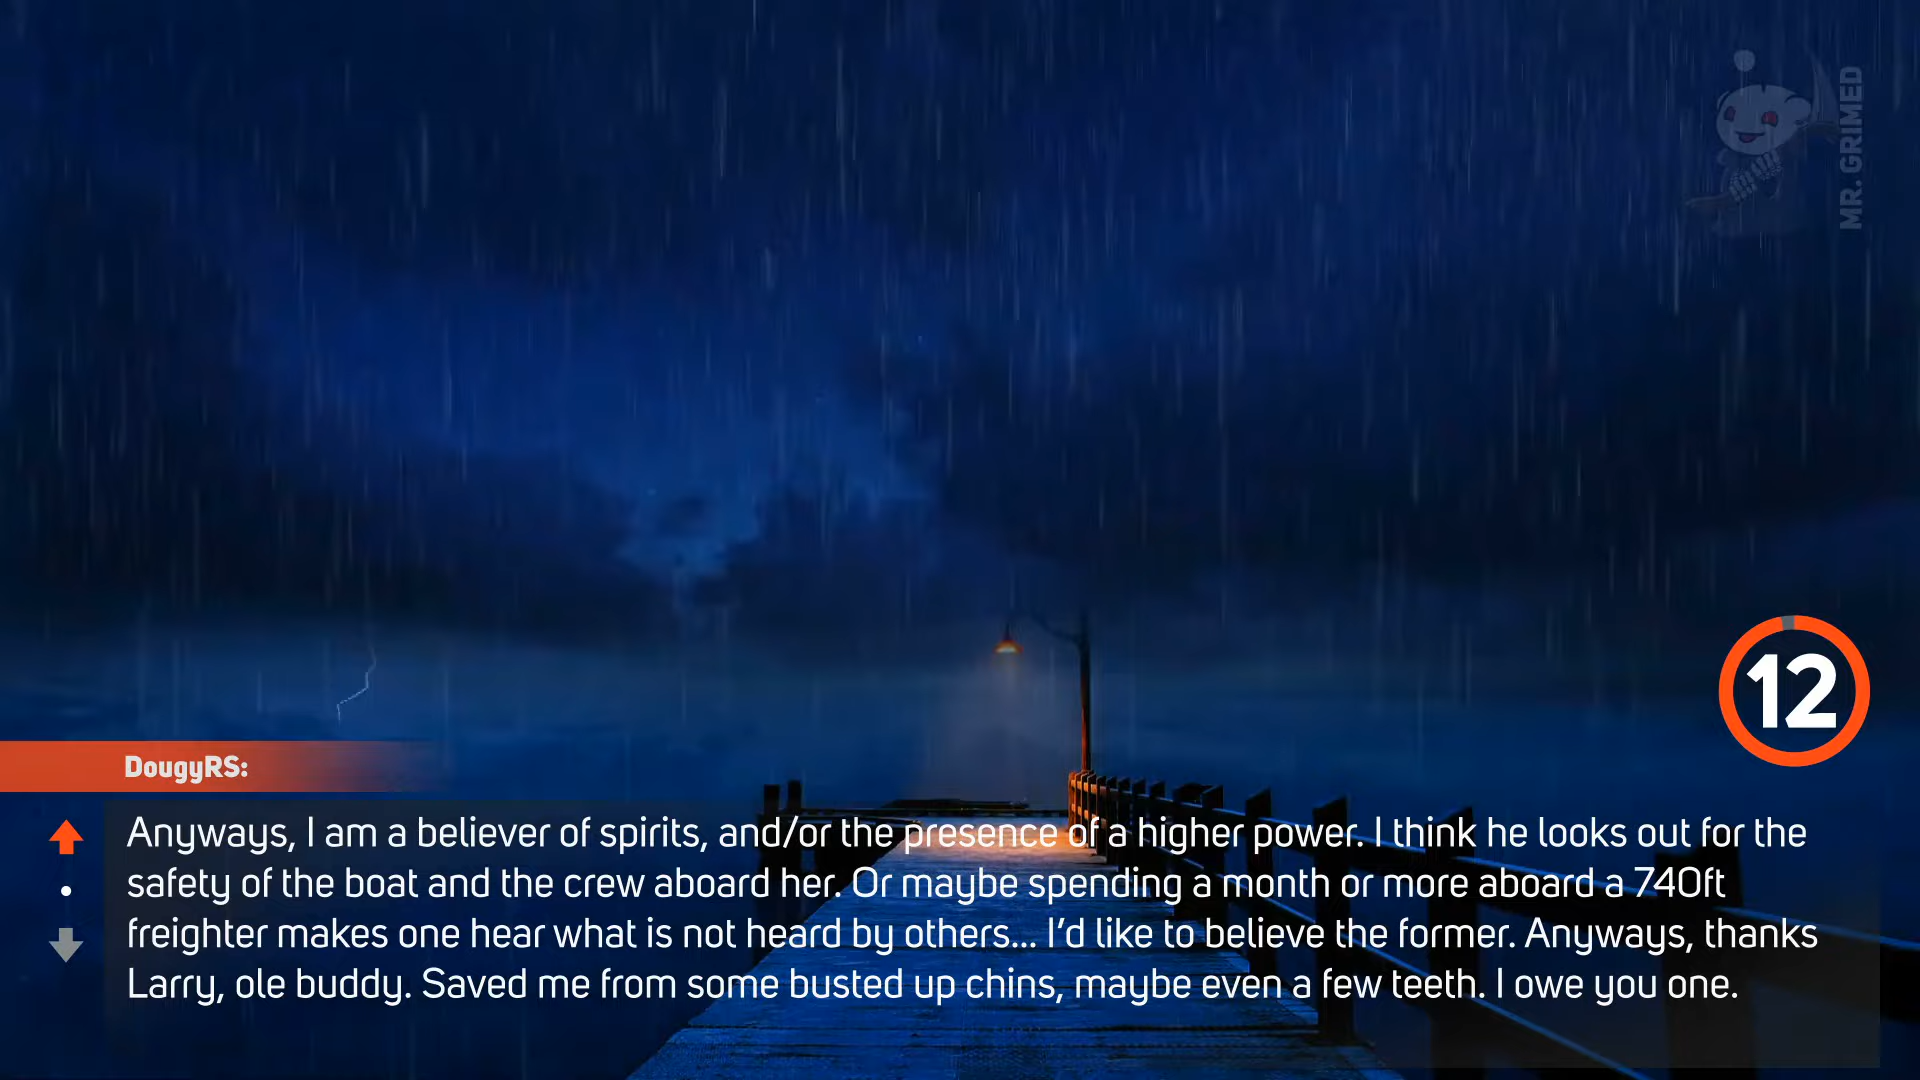 MR. GRIMED
12
DougyRS:
Anyways, I am a believer of spirits, and/or the presence of a higher power. I think he looks out for the
safety of the boat and the crew aboard her. Or maybe spending a month or more aboard a 740ft
freighter makes one hear what is not heard by others... I'd like to believe the former. Anyways, thanks
Larry, ole buddy. Saved me from some busted up chins, maybe even a few teeth. I owe you one.